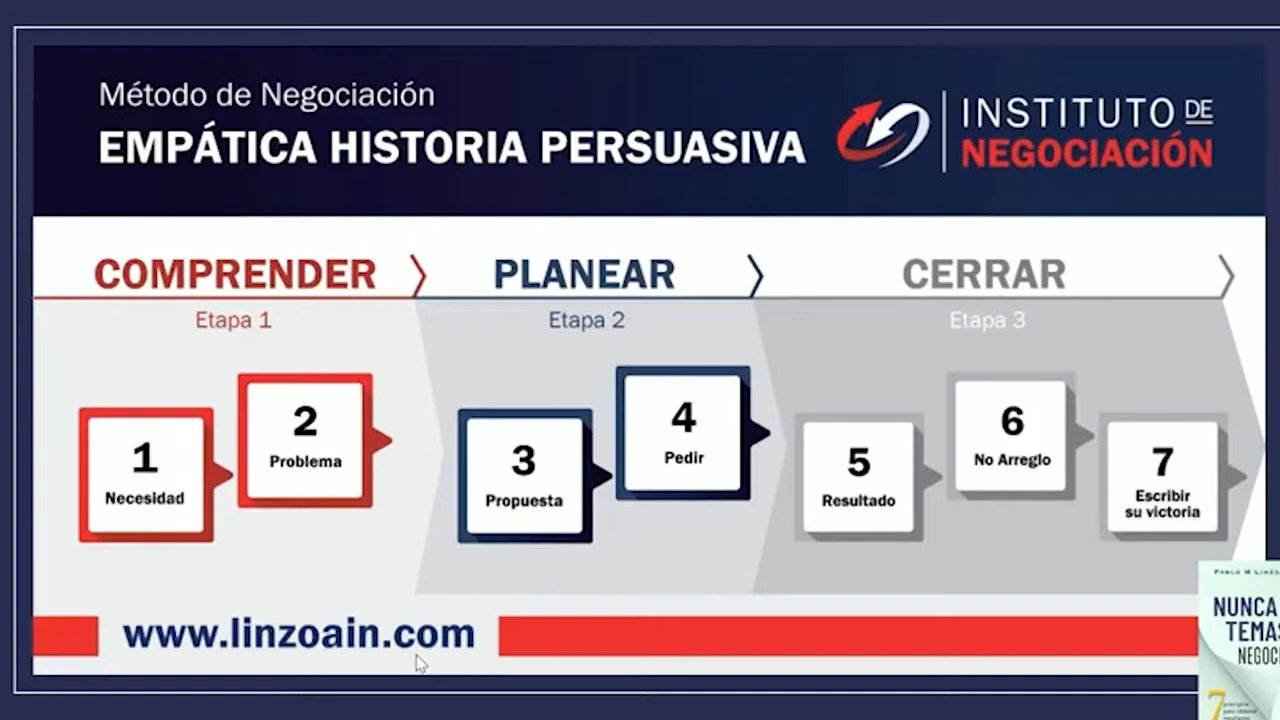 Método de Negociación
EMPÁTICA HISTORIA PERSUASIVA
INSTITUTO DE
NEGOCIACIÓN
COMPRENDER
PLANEAR
CERRAR
Etapa 1
Etapa 2
Etapa 3
1
Necesidad
2
Problema
3
Propuesta
4
Pedir
5
Resultado
6
No Arreglo
7
Escribir
su victoria
www.linzoain.com
PABLO M
NUNCA
TEMAS
7